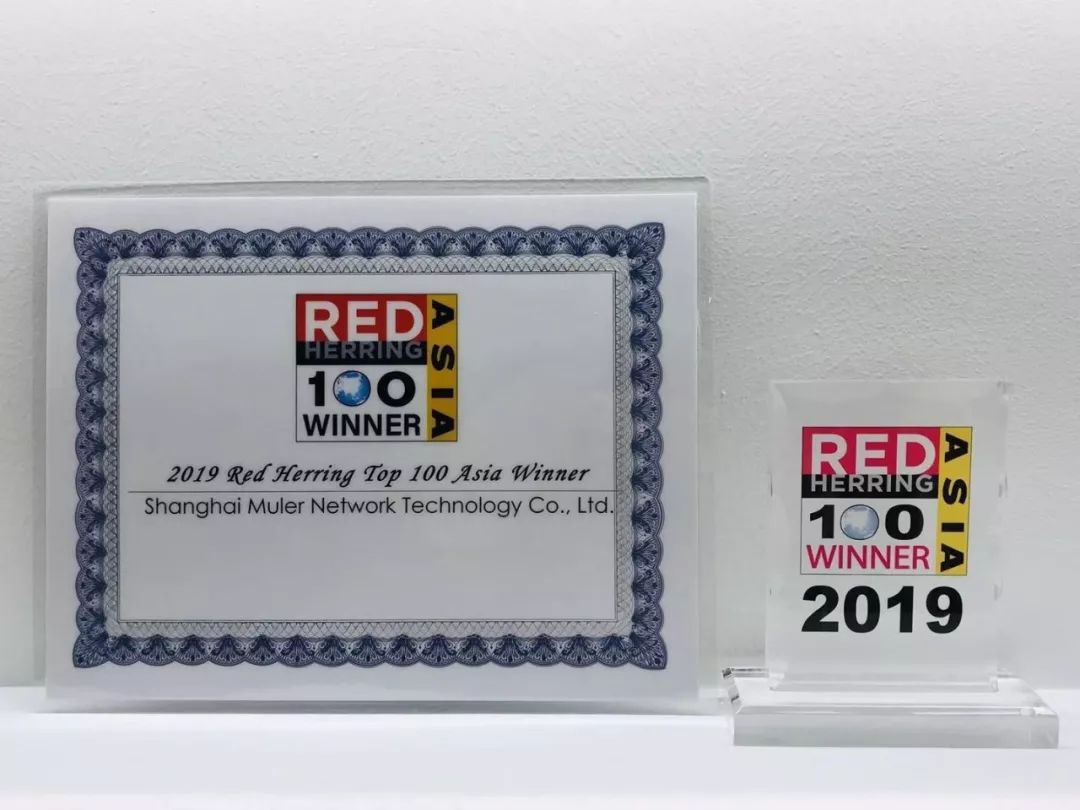 RED
HERRING
100
WINNER
ASIA
2019 Red Herring Top 100 Asia Winner
Shanghai Muler Network Technology Co., Ltd.
RED
HERRING
100
WINNER
ASIA
2019